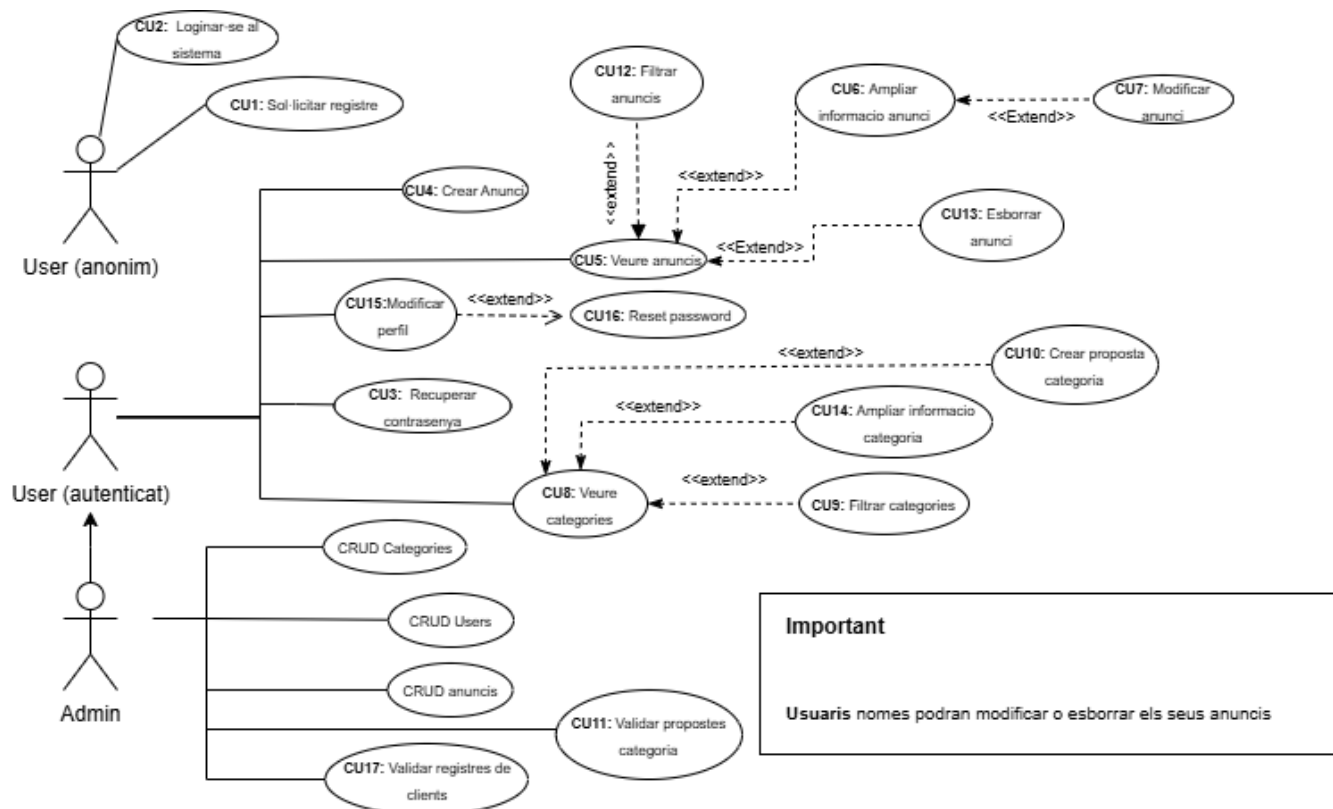 CU2: Loginar-se al
sistema
CU1: Sol·licitar registre
User (anonim)
CU12: Filtrar
anuncis
CU6: Ampliar
informacio anunci
CU7: Modificar
anunci
<<Extend>>
<<extend>>
<<extend>>
CU4: Crear Anunci
CU13: Esborrar
anunci
<<Extend>>
CU5: Veure anuncis
CU15:Modificar
perfil
<<extend>>
CU16: Reset password
CU10: Crear proposta
categoria
<<extend>>
CU3: Recuperar
contrasenya
CU14: Ampliar informacio
categoria
<<extend>>
User (autenticat)
CU8: Veure
categories
<<extend>>
CU9: Filtrar categories
CRUD Categories
CRUD Users
CRUD anuncis
Admin
CU11: Validar propostes
categoria
CU17: Validar registres de
clients
Important
Usuaris nomes podran modificar o esborrar els seus anuncis